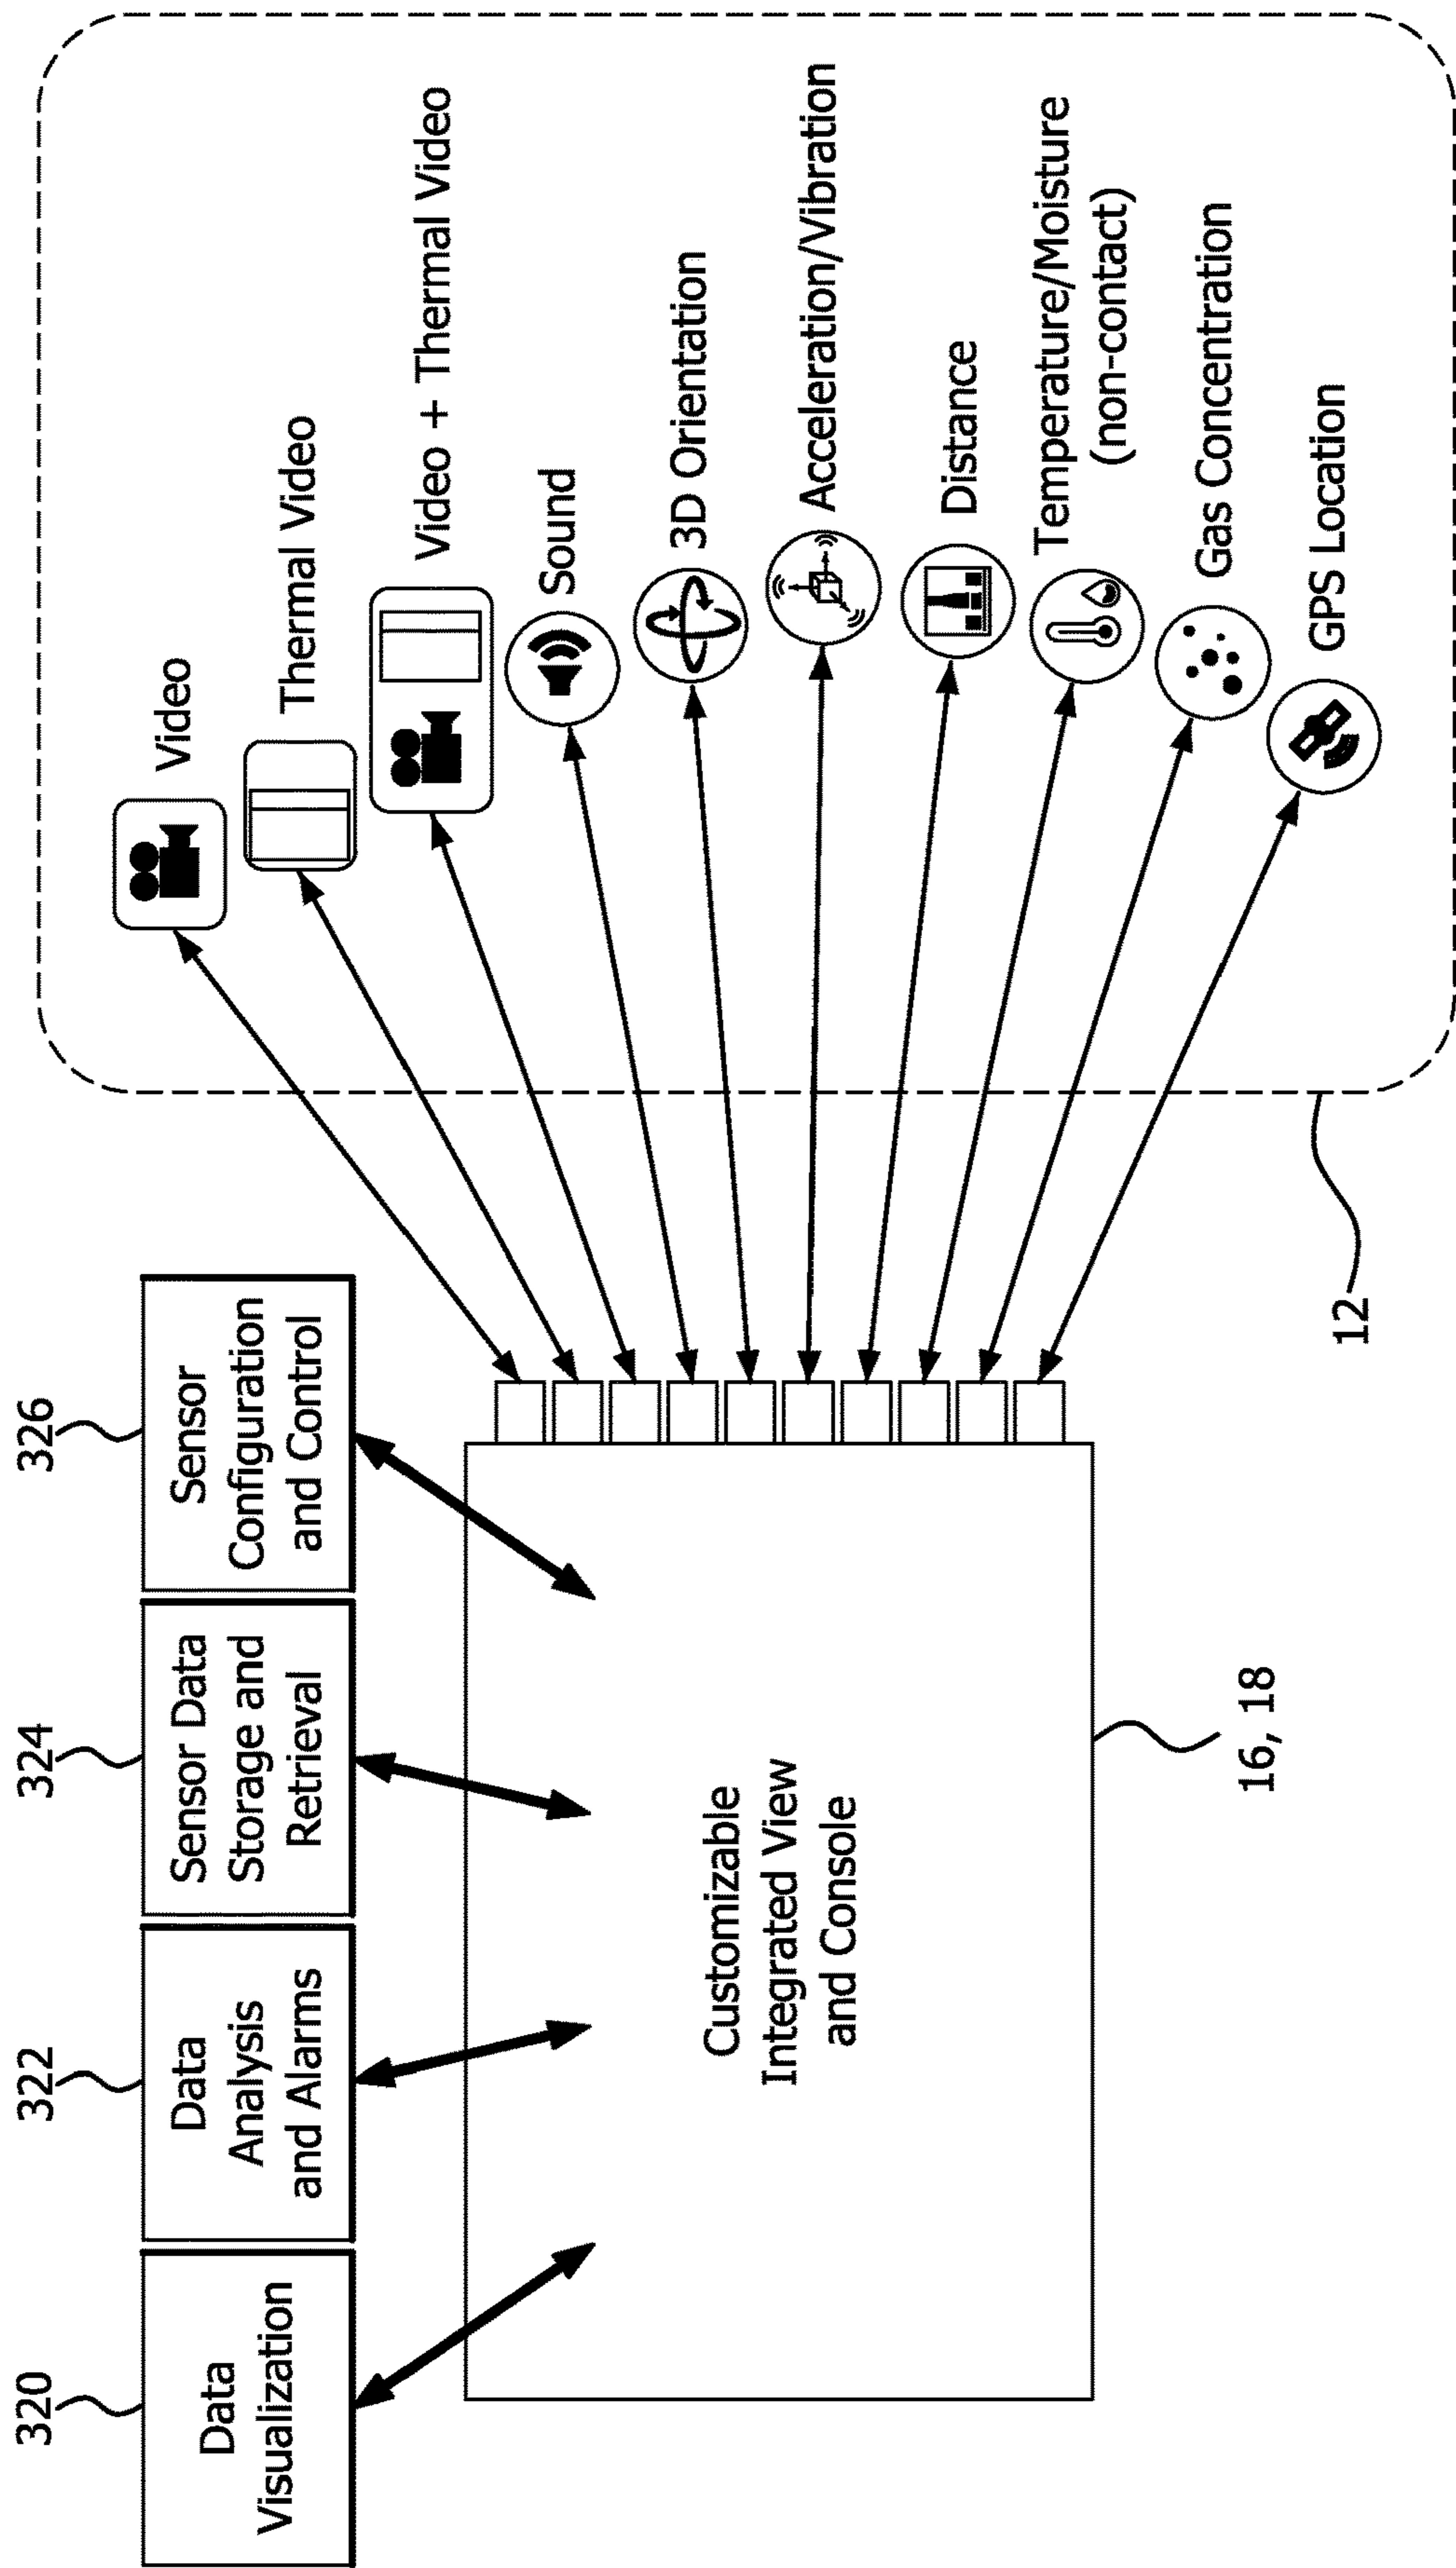 320
322
324
326
Data
Visualization
Data
Analysis
and Alarms
Sensor Data
Storage and
Retrieval
Sensor
Configuration
and Control
Customizable
Integrated View
and Console
16, 18
12
Video
Thermal Video
Video + Thermal Video
Sound
3D Orientation
Acceleration/Vibration
Distance
Temperature/Moisture
(non-contact)
Gas Concentration
GPS Location